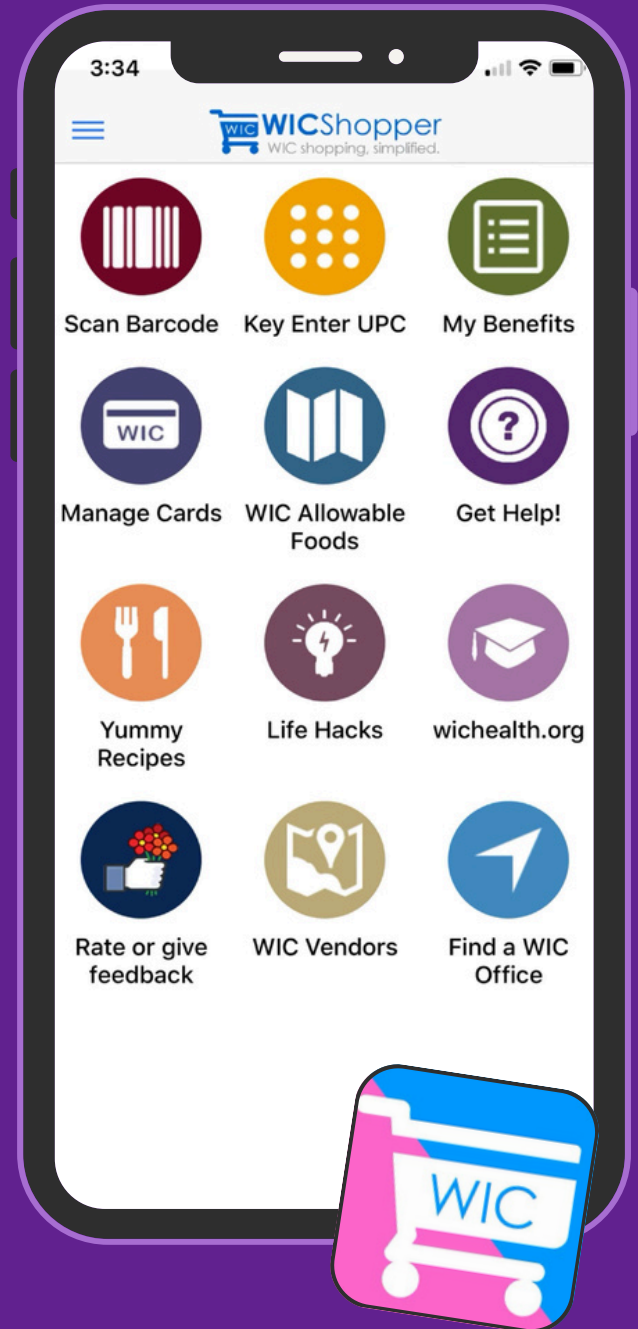 3:34
WIC WICShopper
WIC shopping, simplified.
Scan Barcode
Key Enter UPC
My Benefits
WIC
Manage Cards
WIC Allowable
Foods
?
Get Help!
Yummy
Recipes
Life Hacks
wichealth.org
Rate or give
feedback
WIC Vendors
Find a WIC
Office
WIC